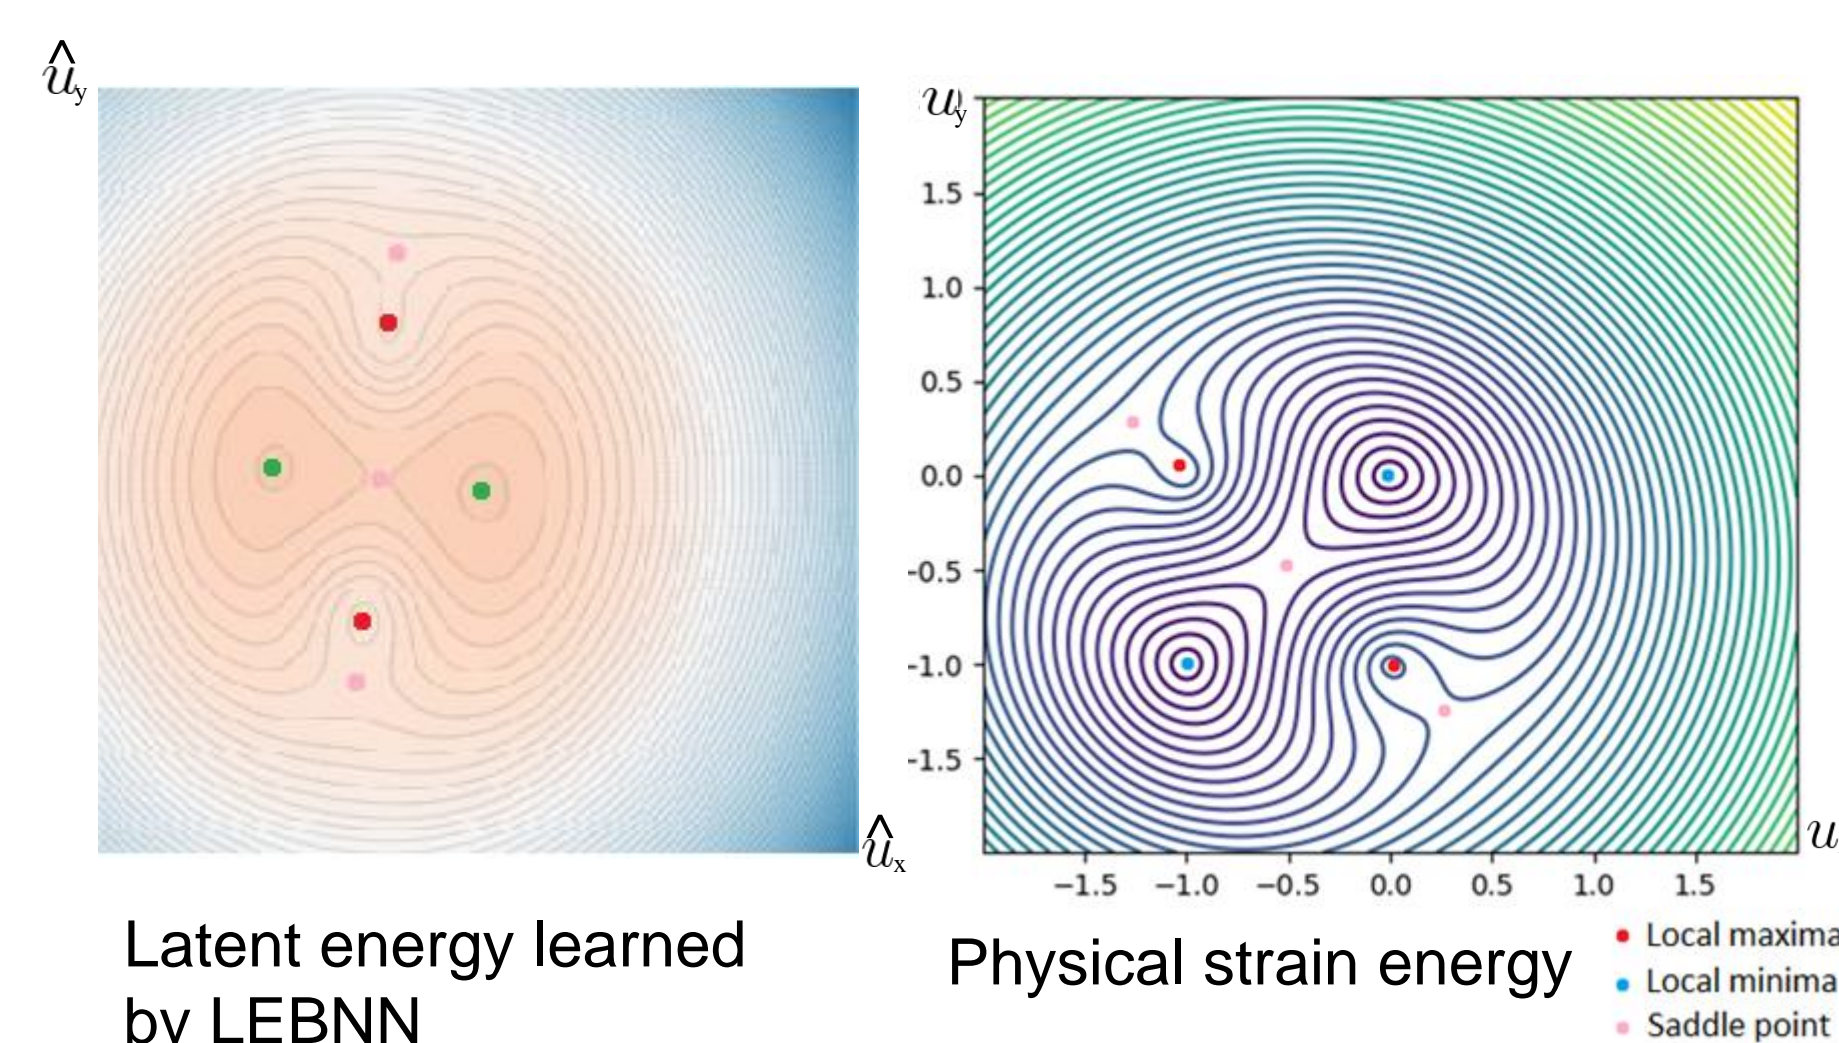 û_y
u_y
1.5
1.0
0.5
0.0
-0.5
-1.0
-1.5
û_x
u
−1.5 −1.0 −0.5 0.0 0.5 1.0 1.5
Latent energy learned
by LEBNN
Physical strain energy
Local maxima
Local minima
Saddle point